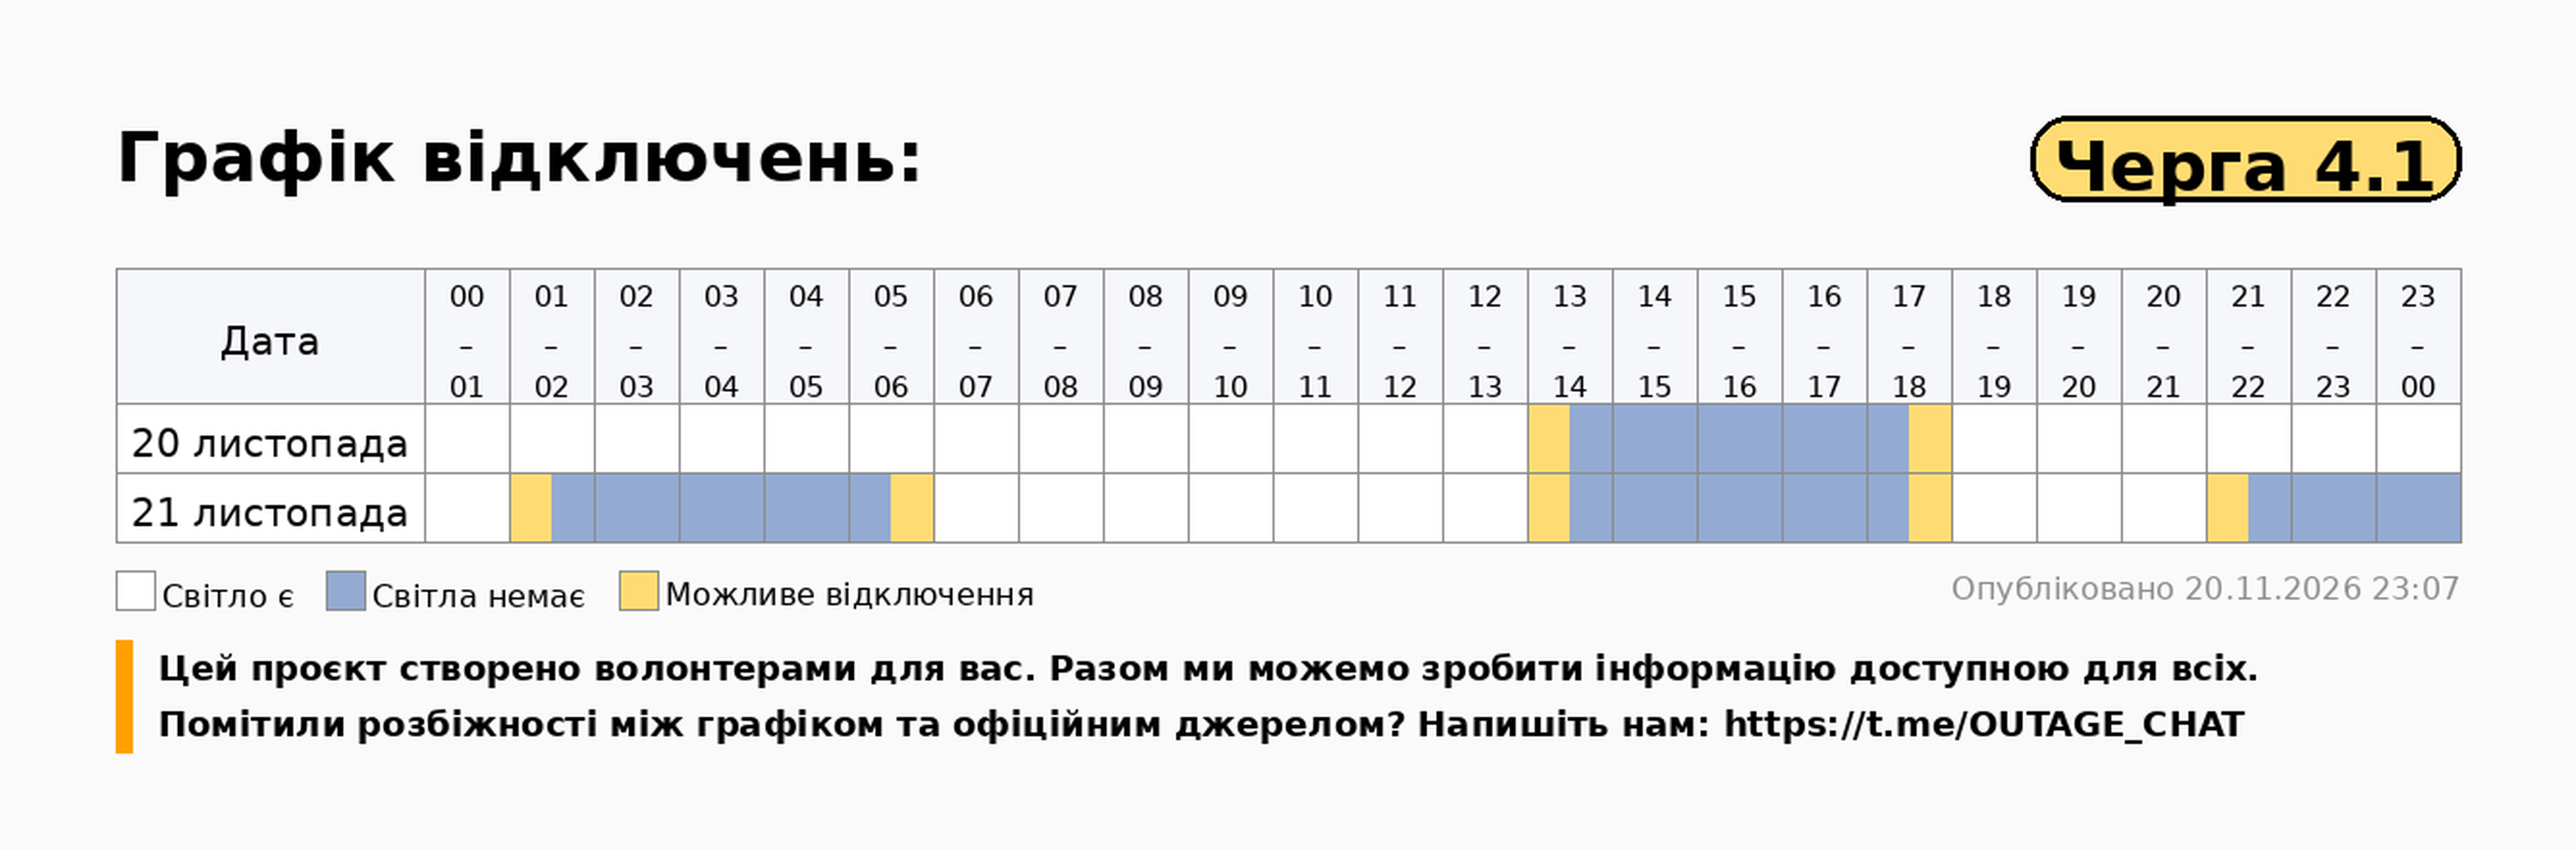 Графік відключень:
Черга 4.1
Дата 00 – 01 01 – 02 02 – 03 03 – 04 04 – 05 05 – 06 06 – 07 07 – 08 08 – 09 09 – 10 10 – 11 11 – 12 12 – 13 13 – 14 14 – 15 15 – 16 16 – 17 17 – 18 18 – 19 19 – 20 20 – 21 21 – 22 22 – 23 23 – 00
20 листопада
21 листопада
Світло є Світла немає Можливе відключення
Опубліковано 20.11.2026 23:07
Цей проєкт створено волонтерами для вас. Разом ми можемо зробити інформацію доступною для всіх.
Помітили розбіжності між графіком та офіційним джерелом? Напишіть нам: https://t.me/OUTAGE_CHAT